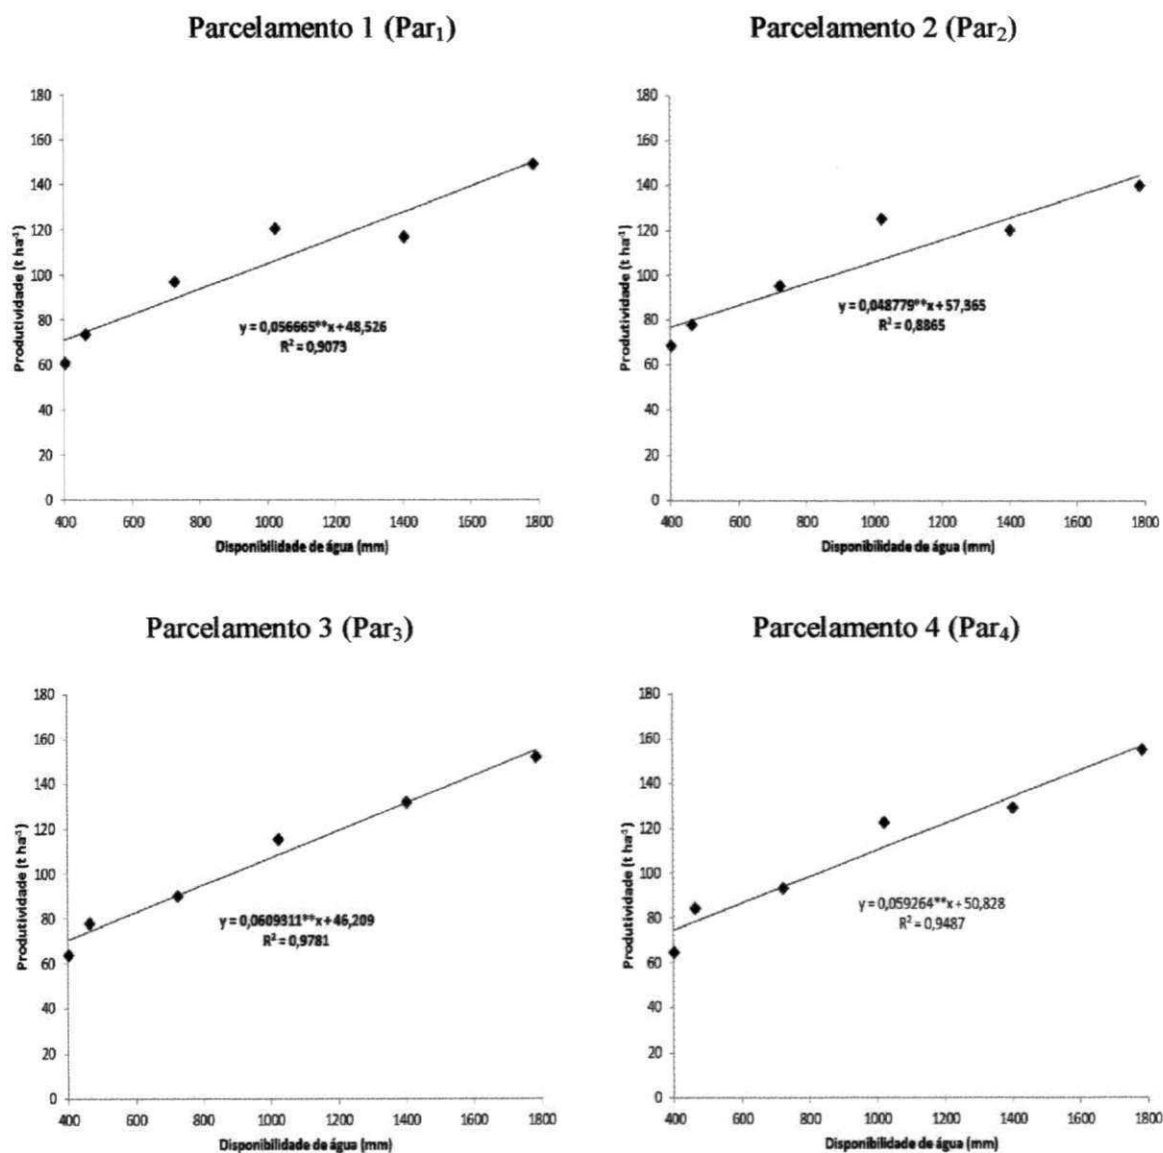 Parcelamento 1 (Par₁)
Parcelamento 2 (Par₂)
180
160
140
120
100
80
60
40
20
0
Produtividade (t ha⁻¹)
y = 0,056665**x + 48,526
R² = 0,9073
400 600 800 1000 1200 1400 1600 1800
Disponibilidade de água (mm)
180
160
140
120
100
80
60
40
20
0
Produtividade (t ha⁻¹)
y = 0,048779**x + 57,365
R² = 0,8865
400 600 800 1000 1200 1400 1600 1800
Disponibilidade de água (mm)
Parcelamento 3 (Par₃)
Parcelamento 4 (Par₄)
180
160
140
120
100
80
60
40
20
0
Produtividade (t ha⁻¹)
y = 0,0609311**x + 46,209
R² = 0,9781
400 600 800 1000 1200 1400 1600 1800
Disponibilidade de água (mm)
180
160
140
120
100
80
60
40
20
0
Produtividade (t ha⁻¹)
y = 0,059264**x + 50,828
R² = 0,9487
400 600 800 1000 1200 1400 1600 1800
Disponibilidade de água (mm)